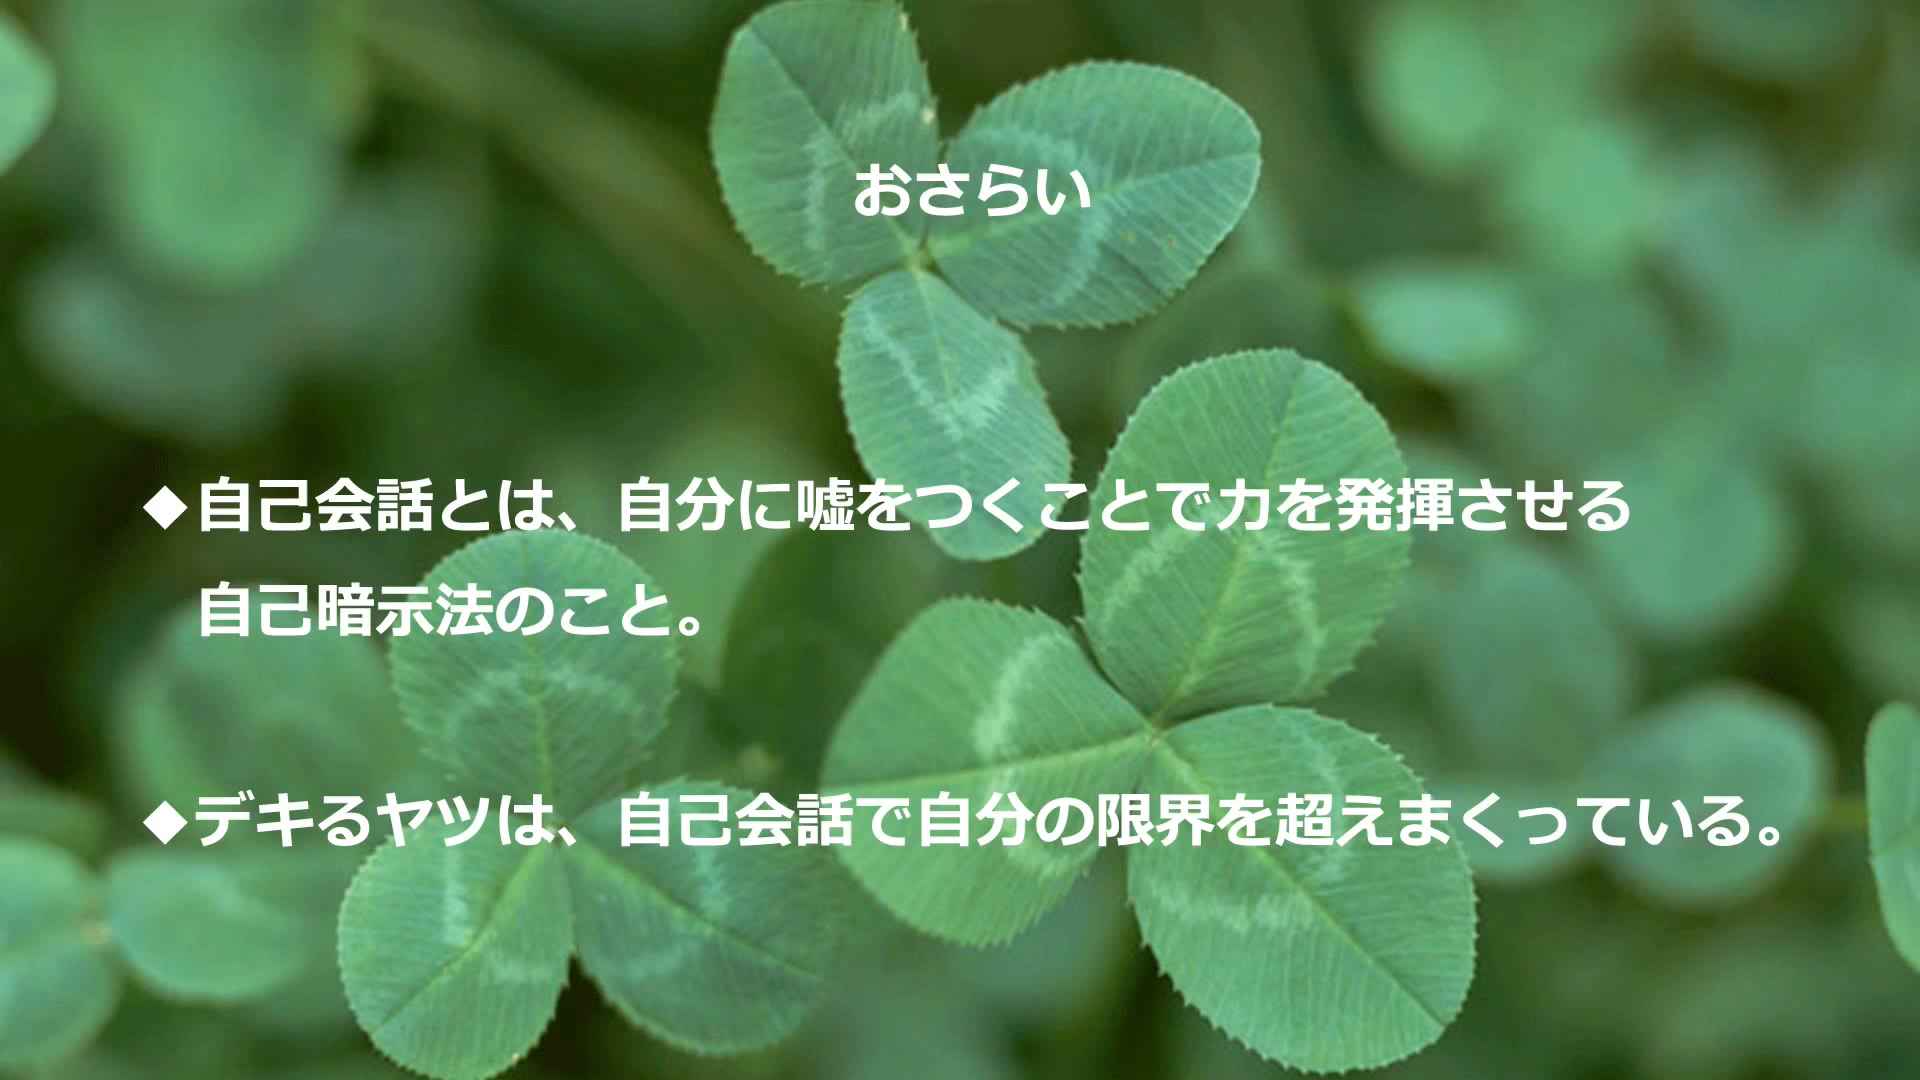 おさらい
◆自己会話とは、自分に嘘をつくことで力を発揮させる
自己暗示法のこと。
◆デキるヤツは、自己会話で自分の限界を超えまくっている。